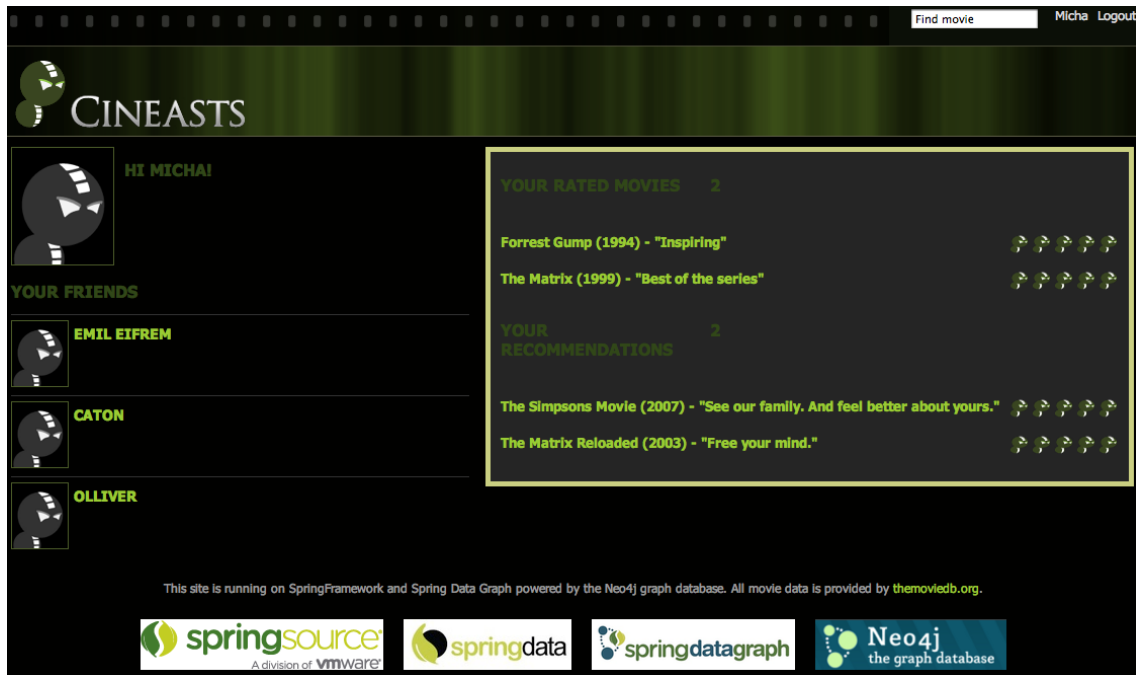 Find movie
Micha Logout
CINEASTS
HI MICHA!
YOUR FRIENDS
EMIL EIFREM
CATON
OLLIVER
YOUR RATED MOVIES 2
Forrest Gump (1994) - "Inspiring"
The Matrix (1999) - "Best of the series"
YOUR 2
RECOMMENDATIONS
The Simpsons Movie (2007) - "See our family. And feel better about yours."
The Matrix Reloaded (2003) - "Free your mind."
This site is running on SpringFramework and Spring Data Graph powered by the Neo4j graph database. All movie data is provided by themoviedb.org.
springsource
A division of vmware
springdata
springdatagraph
Neo4j
the graph database